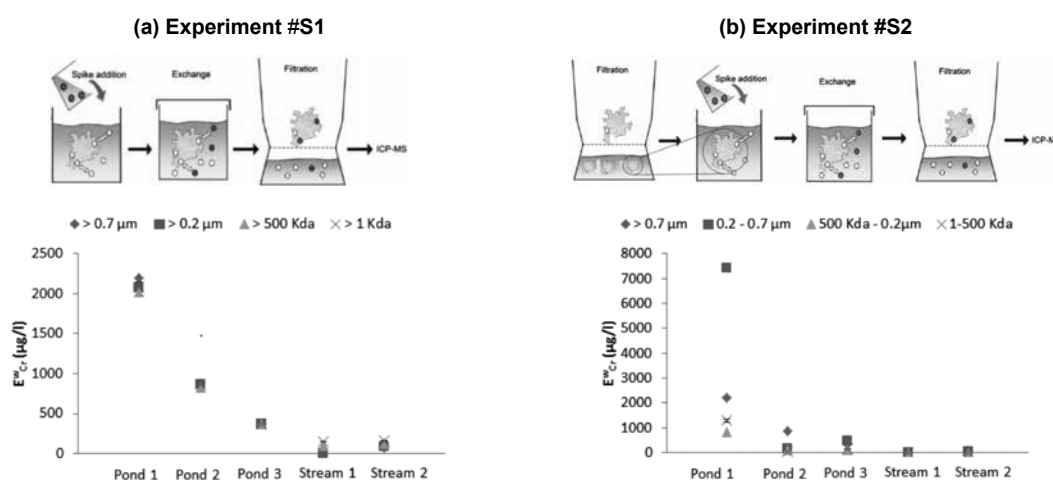 (a) Experiment #S1
Spike addition
Exchange
Filtration
ICP-MS
> 0.7 µm > 0.2 µm > 500 Kda > 1 Kda
2500
2000
1500
1000
500
0
EʷCr (µg/l)
Pond 1 Pond 2 Pond 3 Stream 1 Stream 2
(b) Experiment #S2
Filtration
Spike addition
Exchange
Filtration
ICP-M
> 0.7 µm 0.2 - 0.7 µm 500 Kda - 0.2µm 1-500 Kda
8000
7000
6000
5000
4000
3000
2000
1000
0
EʷCr (µg/l)
Pond 1 Pond 2 Pond 3 Stream 1 Stream 2